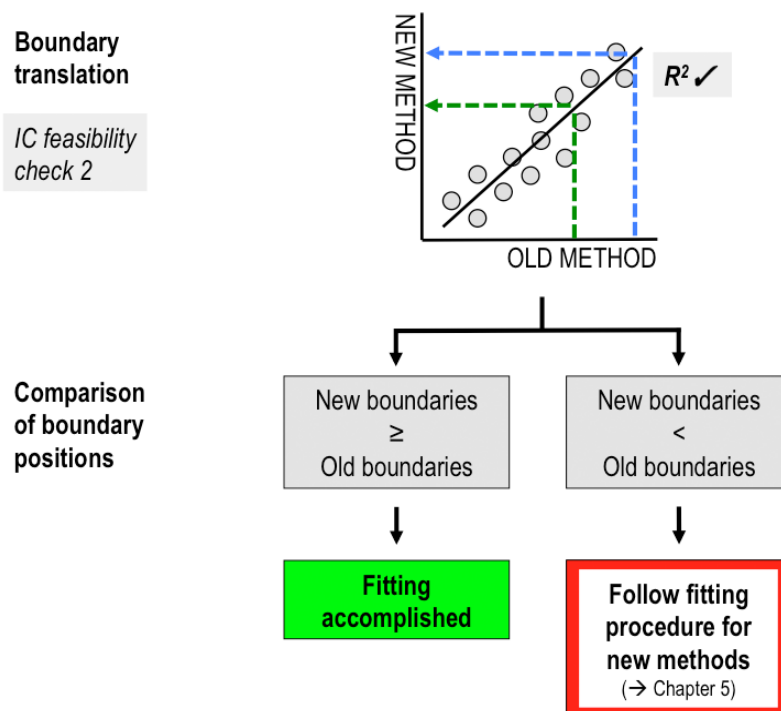 Boundary
translation
IC feasibility
check 2
NEW METHOD
R² ✓
OLD METHOD
Comparison
of boundary
positions
New boundaries
≥
Old boundaries
New boundaries
<
Old boundaries
Fitting
accomplished
Follow fitting
procedure for
new methods
(→ Chapter 5)